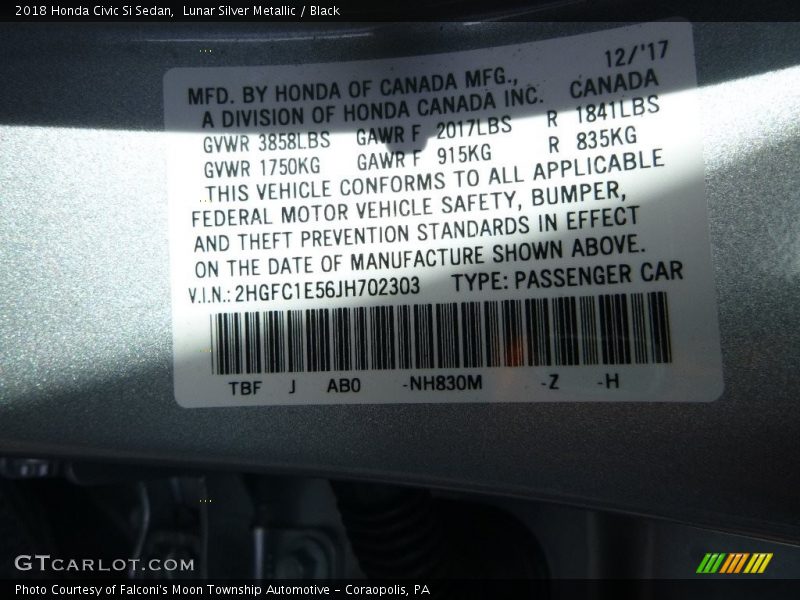 2018 Honda Civic Si Sedan,  Lunar Silver Metallic / Black
12/'17
MFD. BY HONDA OF CANADA MFG.,
A DIVISION OF HONDA CANADA INC. CANADA
GVWR 3858LBS GAWR F 2017LBS R 1841LBS
GVWR 1750KG GAWR F 915KG R 835KG
THIS VEHICLE CONFORMS TO ALL APPLICABLE
FEDERAL MOTOR VEHICLE SAFETY, BUMPER,
AND THEFT PREVENTION STANDARDS IN EFFECT
ON THE DATE OF MANUFACTURE SHOWN ABOVE.
V.I.N.: 2HGFC1E56JH702303 TYPE: PASSENGER CAR
TBF J AB0 -NH830M -Z -H
GTCARLOT.COM
Photo Courtesy of Falconi's Moon Township Automotive - Coraopolis, PA